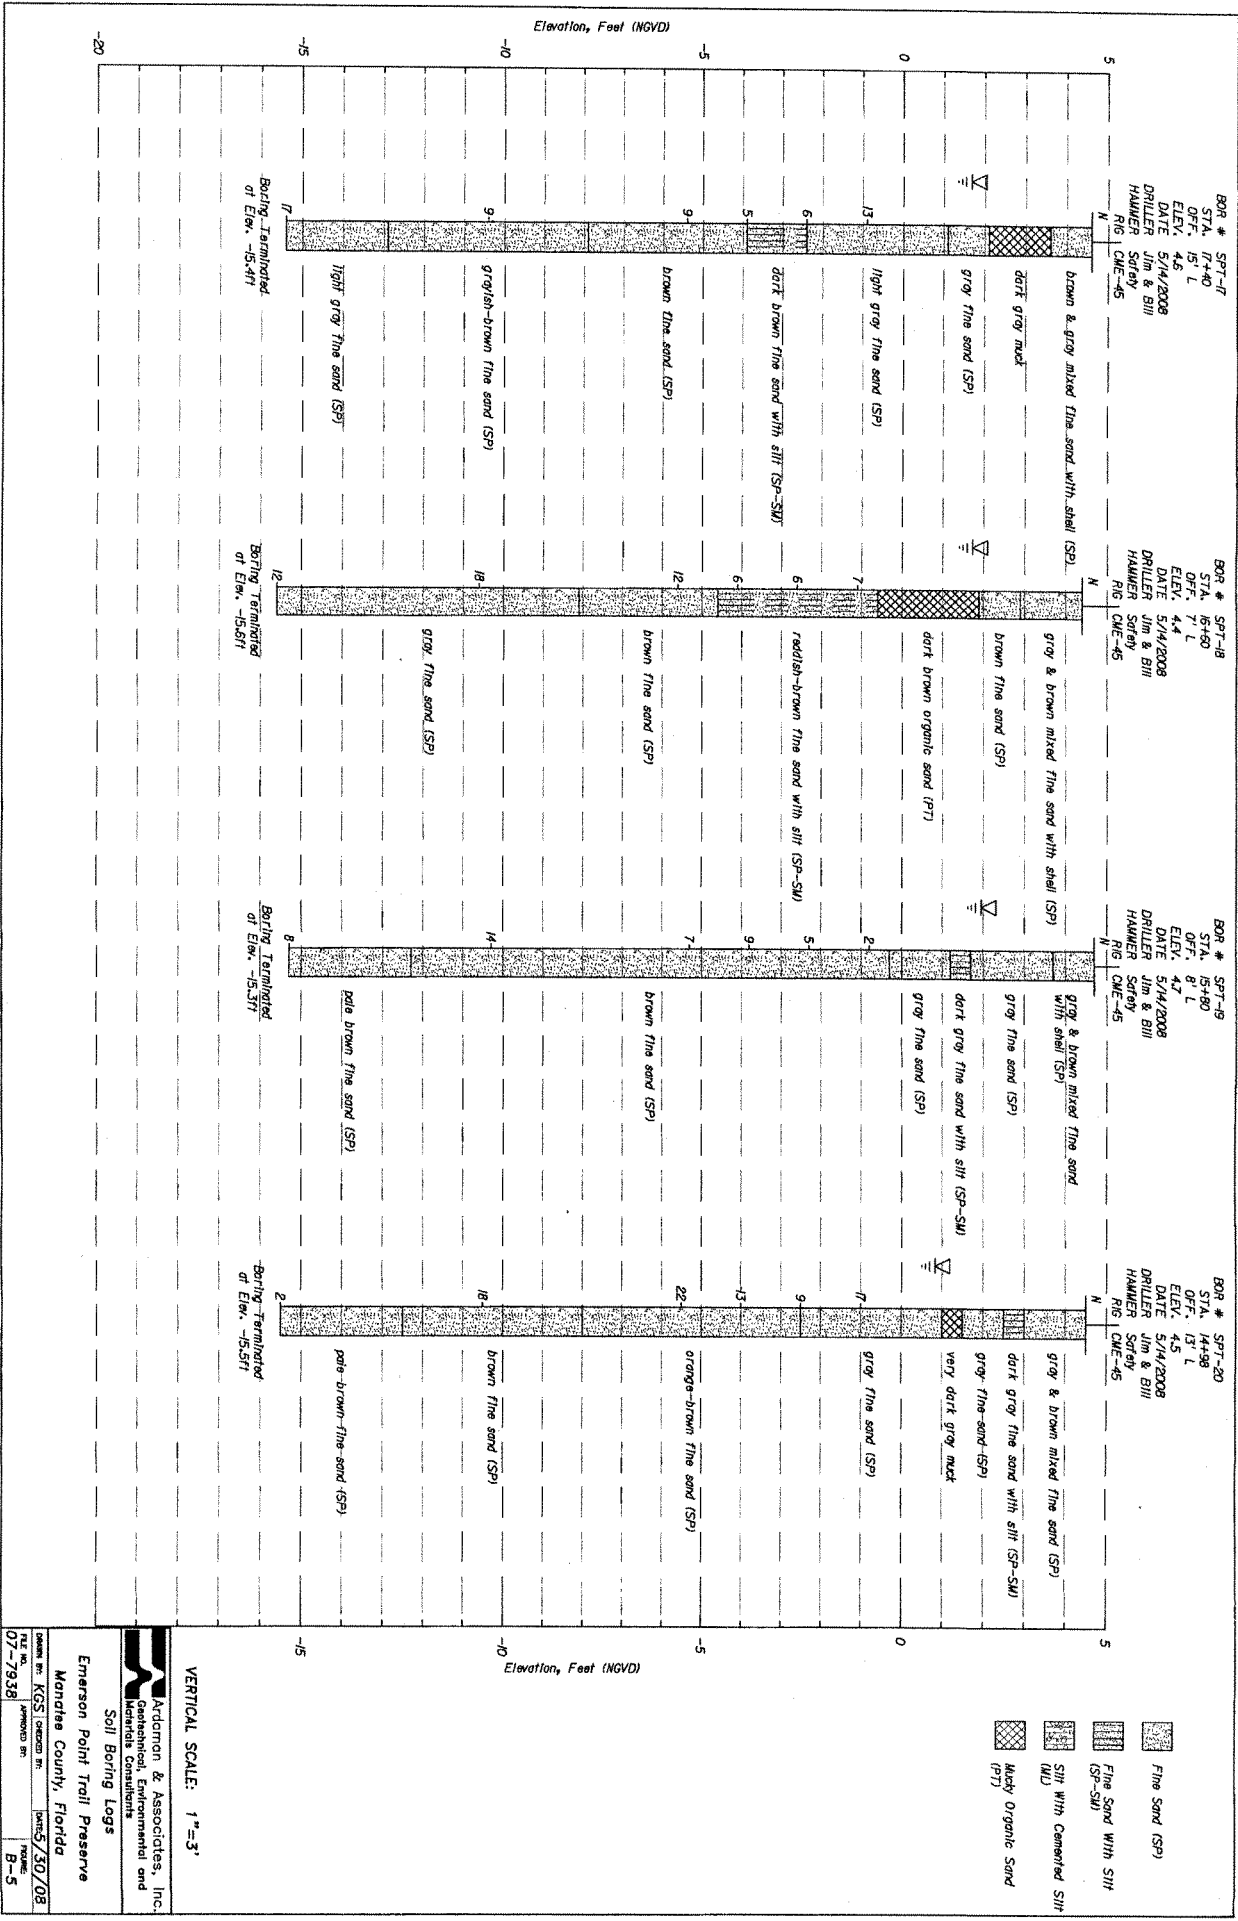 BOR # SPT-17
STA. 17+40
OFF. 15' L
ELEV. 4.6
DATE 5/14/2008
DRILLER Jim & Bill
HAMMER Safety
RIG CME-45
N
brown & gray mixed fine sand with shell (SP)
dark gray muck
gray fine sand (SP)
13
light gray fine sand (SP)
6
5
dark brown fine sand with silt (SP-SM)
9
brown fine sand (SP)
9
grayish-brown fine sand (SP)
light gray fine sand (SP)
17
Boring Terminated
at Elev. -15.4ft
BOR # SPT-18
STA. 16+60
OFF. 7' L
ELEV. 4.4
DATE 5/14/2008
DRILLER Jim & Bill
HAMMER Safety
RIG CME-45
N
gray & brown mixed fine sand with shell (SP)
brown fine sand (SP)
dark brown organic sand (PT)
7
6
reddish-brown fine sand with silt (SP-SM)
6
12
brown fine sand (SP)
18
gray fine sand (SP)
12
Boring Terminated
at Elev. -15.6ft
BOR # SPT-19
STA. 15+80
OFF. 8' L
ELEV. 4.7
DATE 5/14/2008
DRILLER Jim & Bill
HAMMER Safety
RIG CME-45
N
gray & brown mixed fine sand
with shell (SP)
gray fine sand (SP)
dark gray fine sand with silt (SP-SM)
gray fine sand (SP)
2
5
9
7
brown fine sand (SP)
14
pale brown fine sand (SP)
8
Boring Terminated
at Elev. -15.3ft
BOR # SPT-20
STA. 14+98
OFF. 13' L
ELEV. 4.5
DATE 5/14/2008
DRILLER Jim & Bill
HAMMER Safety
RIG CME-45
N
gray & brown mixed fine sand (SP)
dark gray fine sand with silt (SP-SM)
gray fine sand (SP)
very dark gray muck
17
gray fine sand (SP)
9
13
22
orange-brown fine sand (SP)
18
brown fine sand (SP)
pale brown fine sand (SP)
2
Boring Terminated
at Elev. -15.5ft
Elevation, Feet (NGVD)
5
0
-5
-10
-15
-20
Elevation, Feet (NGVD)
5
0
-10
-15
Fine Sand (SP)
Fine Sand With Silt
(SP-SM)
Silt With Cemented Silt
(ML)
Mucky Organic Sand
(PT)
VERTICAL SCALE: 1"=3'
Ardaman & Associates, Inc.
Geotechnical, Environmental and
Materials Consultants
Soil Boring Logs
Emerson Point Trail Preserve
Manatee County, Florida
DRAWN BY: KGS CHECKED BY: DATE: 5/30/08
FILE NO. 07-7938 APPROVED BY: FIGURE: B-5